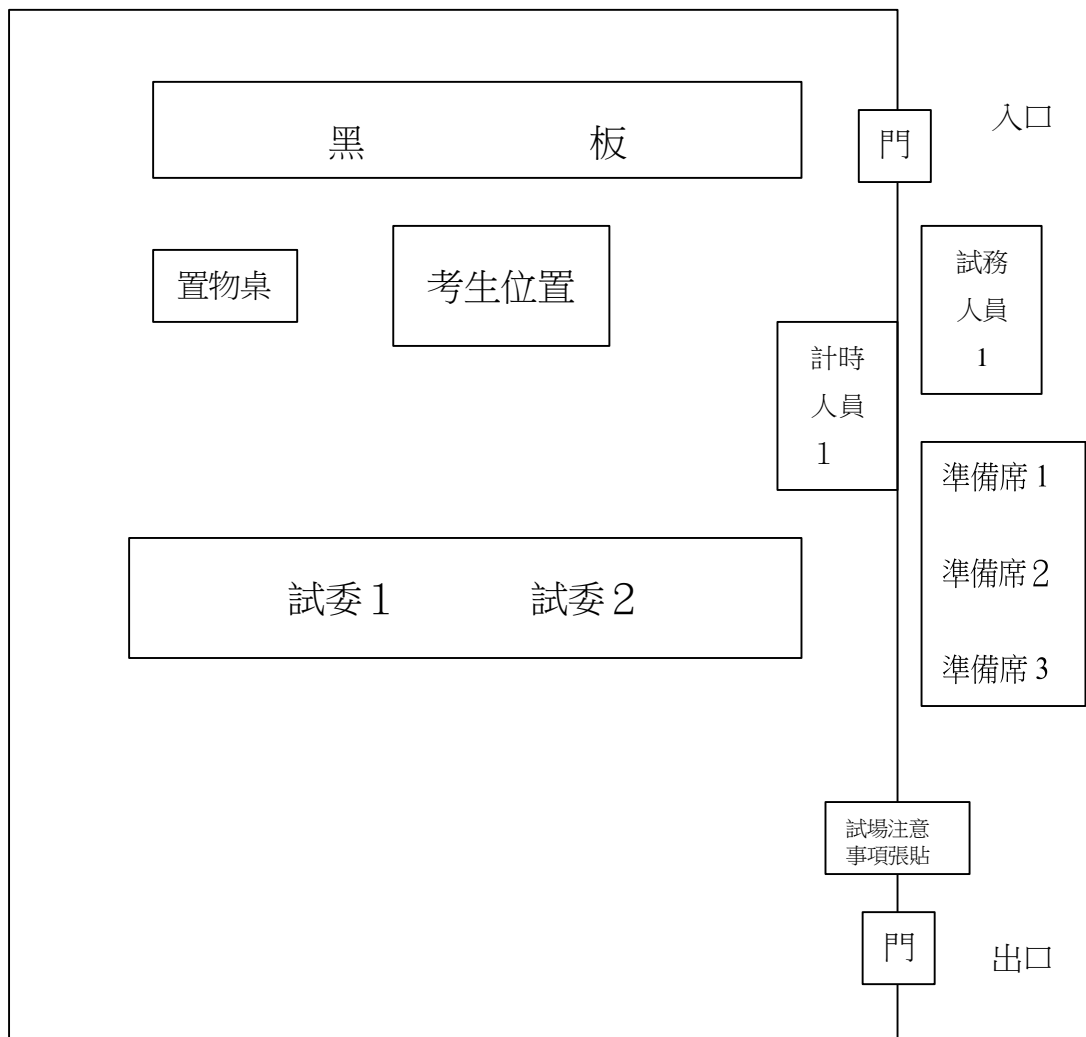 入口
黑 板
門
置物桌
考生位置
試務
人員
1
計時
人員
1
準備席 1
準備席 2
準備席 3
試委 1 試委 2
試場注意
事項張貼
門
出口